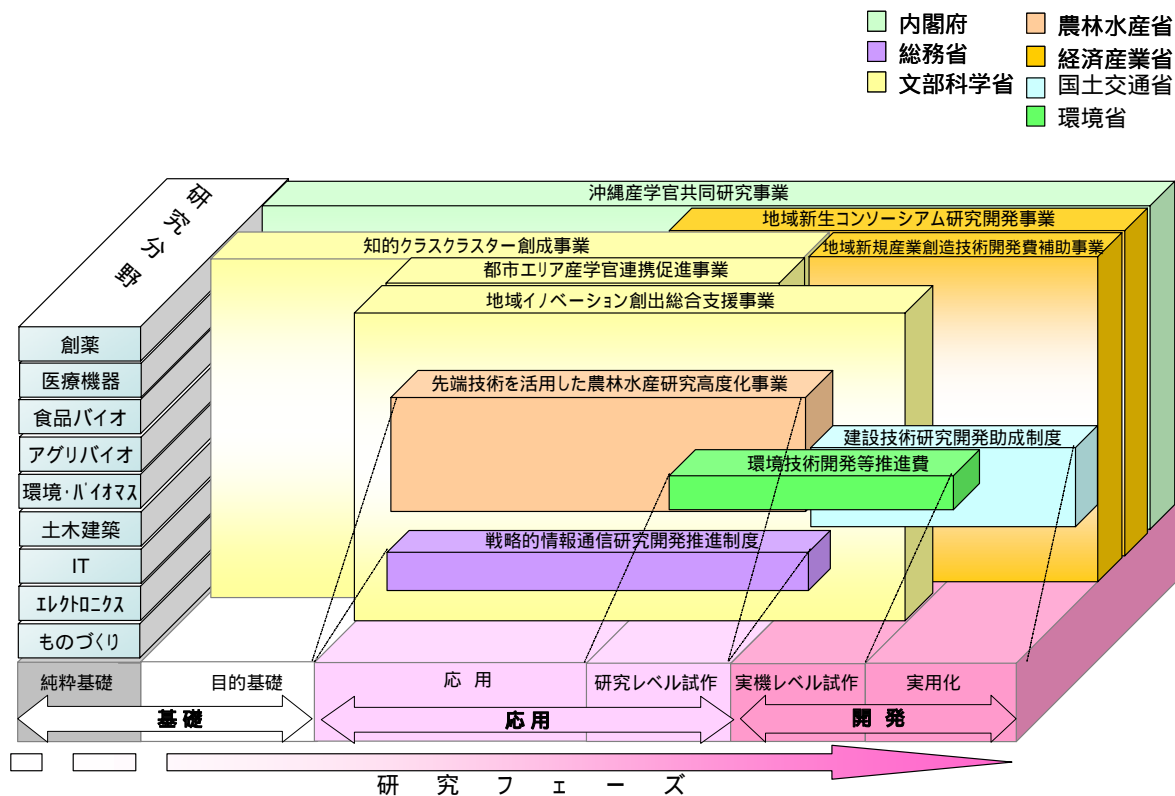 内閣府
総務省
文部科学省
農林水産省
経済産業省
国土交通省
環境省
研究分野
沖縄産学官共同研究事業
地域新生コンソーシアム研究開発事業
知的クラスクラスター創成事業
地域新規産業創造技術開発費補助事業
都市エリア産学官連携促進事業
地域イノベーション創出総合支援事業
先端技術を活用した農林水産研究高度化事業
建設技術研究開発助成制度
環境技術開発等推進費
戦略的情報通信研究開発推進制度
創薬
医療機器
食品バイオ
アグリバイオ
環境・バイオマス
土木建築
IT
エレクトロニクス
ものづくり
純粋基礎
目的基礎
応 用
研究レベル試作
実機レベル試作
実用化
基 礎
応 用
開 発
研 究 フ ェ ー ズ